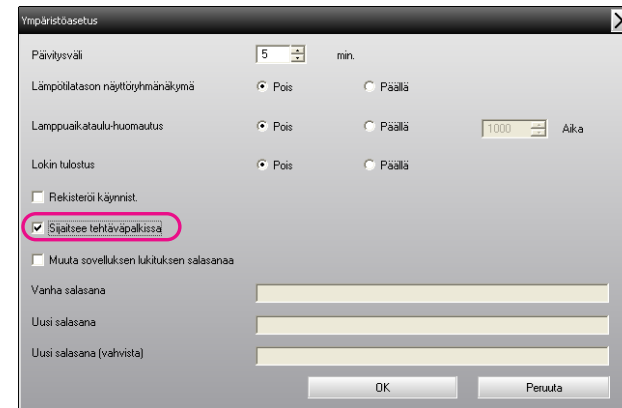 Ympäristöasetus
Päivitysväli 5 min.
Lämpötilatason näyttöryhmänäkymä Pois Päällä
Lamppuaikataulu-huomautus Pois Päällä 1000 Aika
Lokin tulostus Pois Päällä
Rekisteröi käynnist.
Sijaitsee tehtäväpalkissa
Muuta sovelluksen lukituksen salasanaa
Vanha salasana
Uusi salasana
Uusi salasana (vahvista)
OK Peruuta